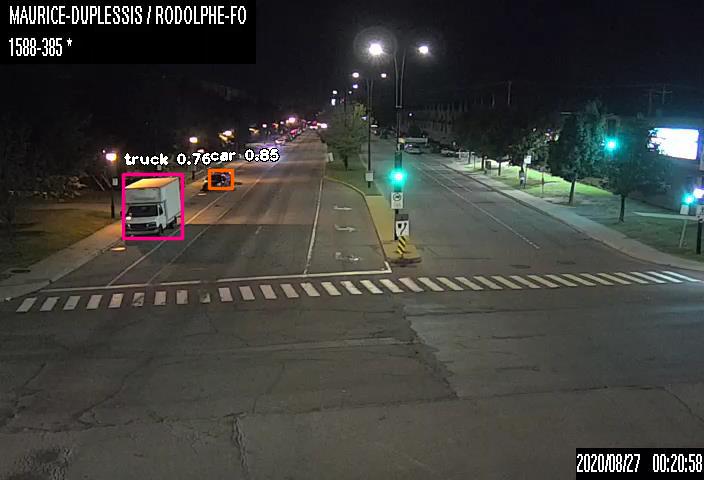 MAURICE-DUPLESSIS / RODOLPHE-FO
1588-385 *
truck 0.76
car 0.85
2020/08/27 00:20:58